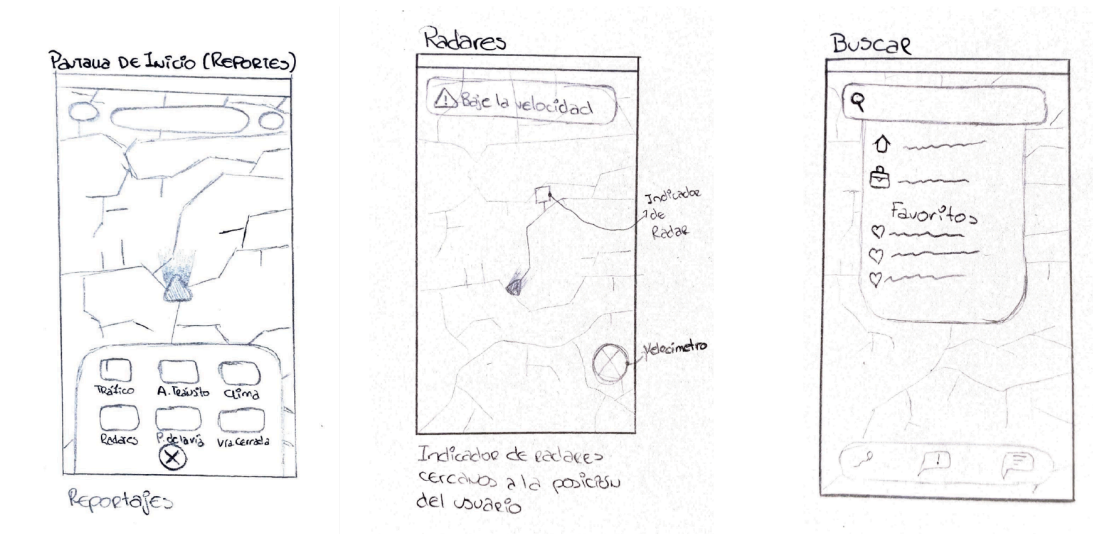 Pantalla de Inicio (Reportes)
Tráfico
A. Tránsito
Clima
Radares
P. de la vía
Vía Cerrada
Reportajes
Radares
Baje la velocidad
Indicador
de
Radar
Velocimetro
Indicador de radares
cercanos a la posición
del usuario
Buscar
Favoritos